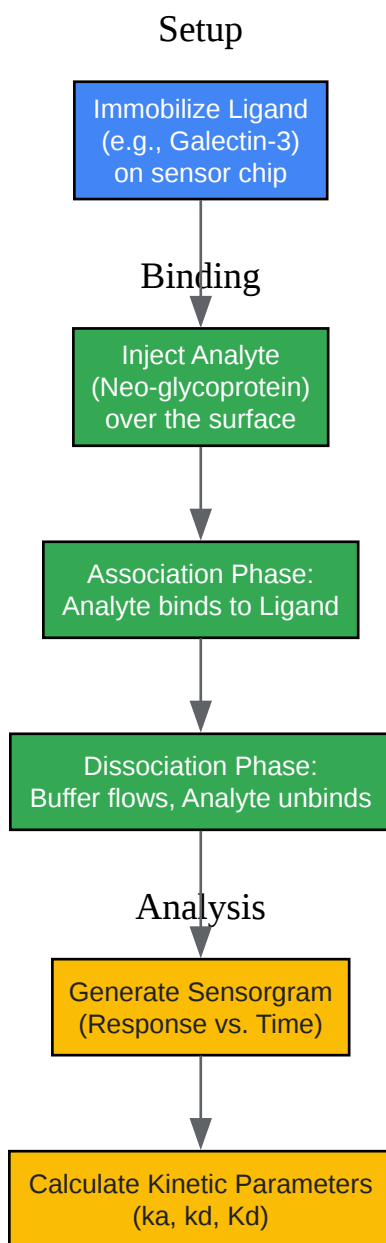 Setup
Immobilize Ligand
(e.g., Galectin-3)
on sensor chip
Binding
Inject Analyte
(Neo-glycoprotein)
over the surface
Association Phase:
Analyte binds to Ligand
Dissociation Phase:
Buffer flows, Analyte unbinds
Analysis
Generate Sensorgram
(Response vs. Time)
Calculate Kinetic Parameters
(ka, kd, Kd)